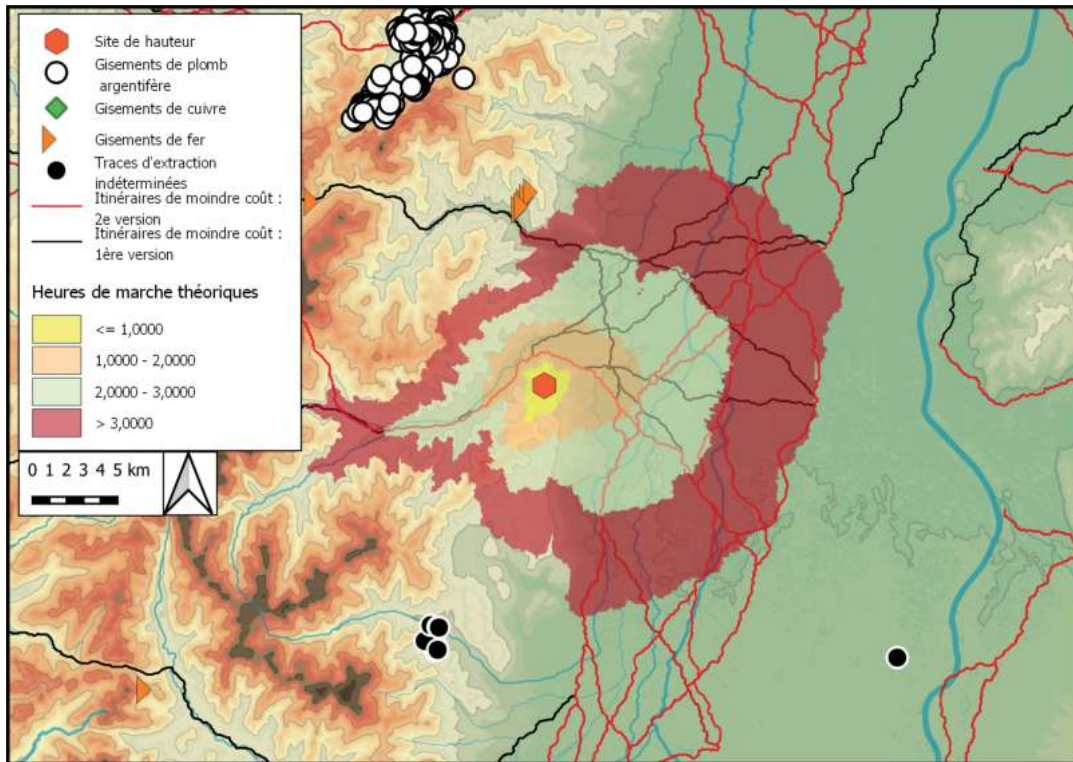 Site de hauteur
Gisements de plomb
argentifère
Gisements de cuivre
Gisements de fer
Traces d'extraction
indéterminées
Itinéraires de moindre coût :
2e version
Itinéraires de moindre coût :
1ère version
Heures de marche théoriques
<= 1,0000
1,0000 - 2,0000
2,0000 - 3,0000
> 3,0000
0 1 2 3 4 5 km